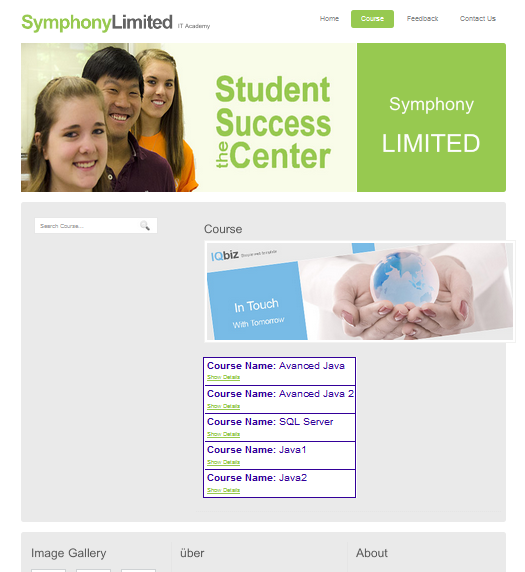 SymphonyLimited IT Academy
Home Course Feedback Contact Us
Student
Success
the Center
Symphony
LIMITED
Search Course...
Course
IQbiz
In Touch
With Tomorrow
Course Name: Avanced Java
Show Details
Course Name: Avanced Java 2
Show Details
Course Name: SQL Server
Show Details
Course Name: Java1
Show Details
Course Name: Java2
Show Details
Image Gallery
über
About